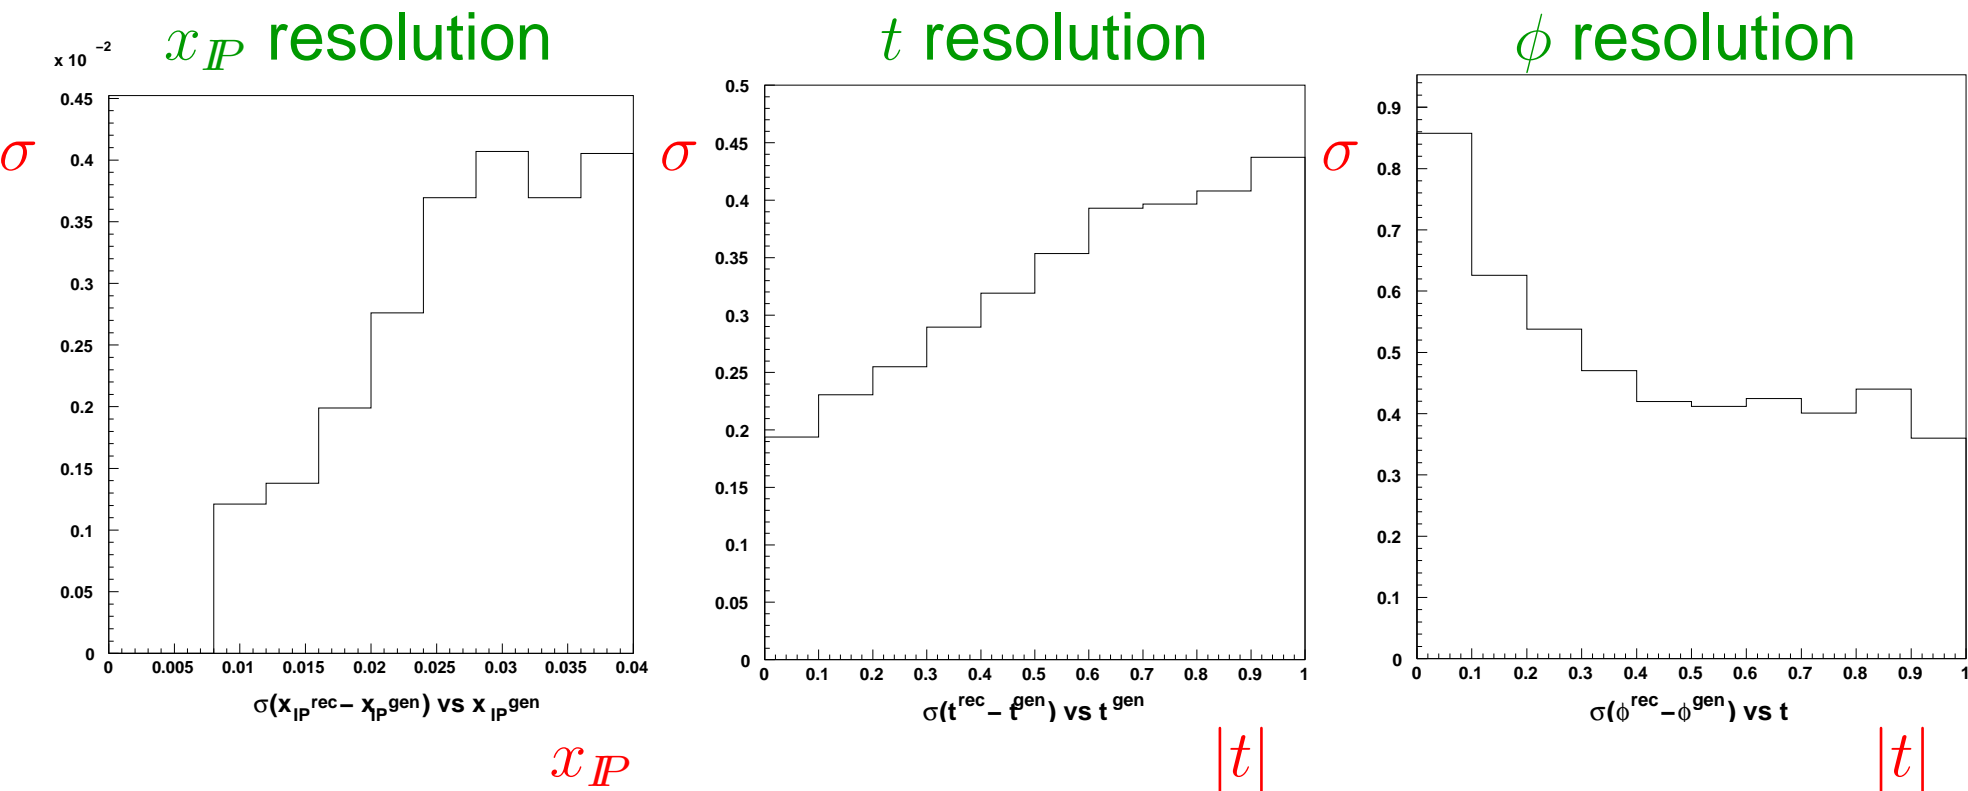 x_IP resolution
x 10 −2
σ
0.45
0.4
0.35
0.3
0.25
0.2
0.15
0.1
0.05
0
0 0.005 0.01 0.015 0.02 0.025 0.03 0.035 0.04
σ(x_IP^rec − x_IP^gen) vs x_IP^gen
x_IP
t resolution
σ
0.5
0.45
0.4
0.35
0.3
0.25
0.2
0.15
0.1
0.05
0
0 0.1 0.2 0.3 0.4 0.5 0.6 0.7 0.8 0.9 1
σ(t^rec − t^gen) vs t^gen
|t|
ϕ resolution
σ
0.9
0.8
0.7
0.6
0.5
0.4
0.3
0.2
0.1
0
0 0.1 0.2 0.3 0.4 0.5 0.6 0.7 0.8 0.9 1
σ(ϕ^rec − ϕ^gen) vs t
|t|